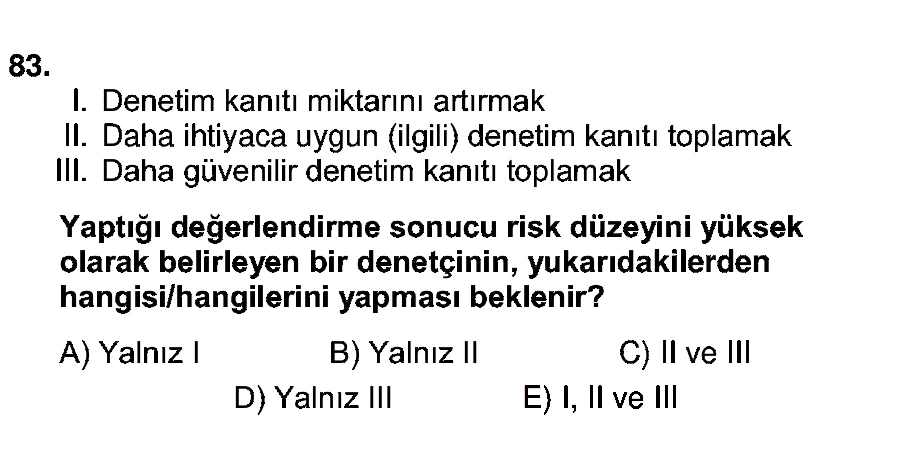 83.
I. Denetim kanıtı miktarını artırmak
II. Daha ihtiyaca uygun (ilgili) denetim kanıtı toplamak
III. Daha güvenilir denetim kanıtı toplamak
Yaptığı değerlendirme sonucu risk düzeyini yüksek
olarak belirleyen bir denetçinin, yukarıdakilerden
hangisi/hangilerini yapması beklenir?
A) Yalnız I B) Yalnız II C) II ve III
D) Yalnız III E) I, II ve III